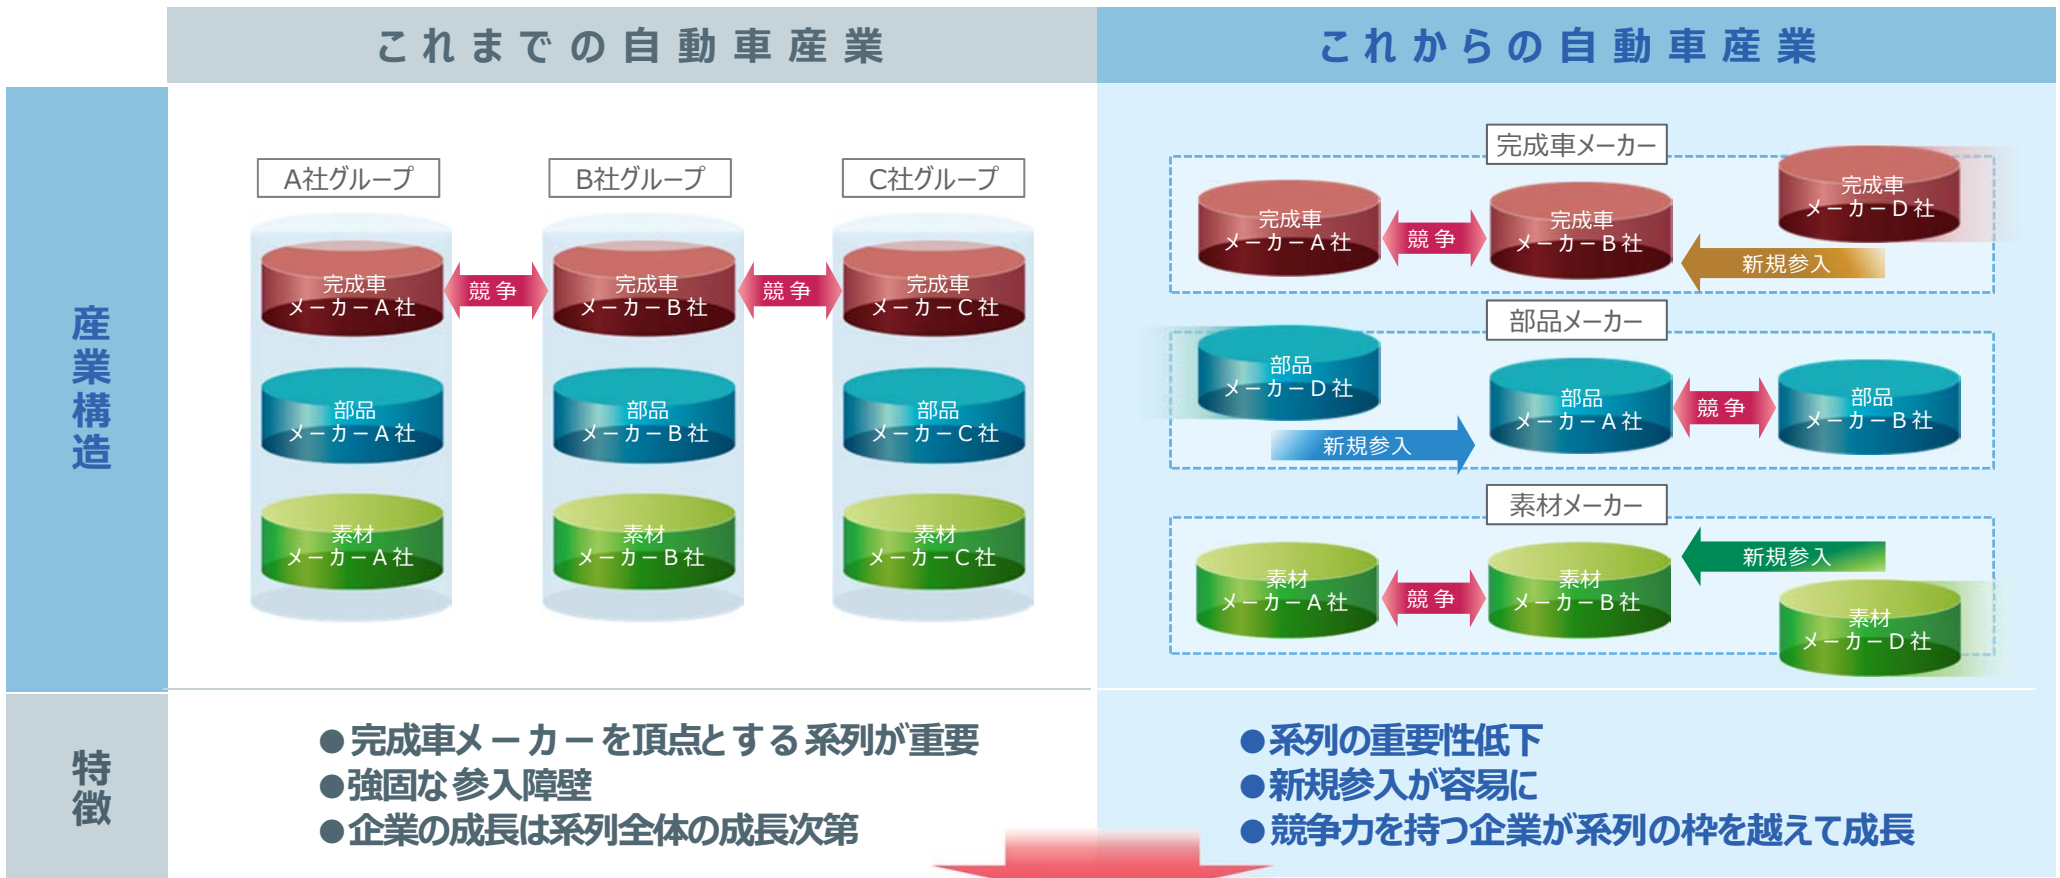 これまでの自動車産業
これからの自動車産業
産業構造
A社グループ
B社グループ
C社グループ
完成車
メーカーA社
競争
完成車
メーカーB社
競争
完成車
メーカーC社
部品
メーカーA社
部品
メーカーB社
部品
メーカーC社
素材
メーカーA社
素材
メーカーB社
素材
メーカーC社
完成車メーカー
完成車
メーカーA社
競争
完成車
メーカーB社
完成車
メーカーD社
新規参入
部品メーカー
部品
メーカーD社
新規参入
部品
メーカーA社
競争
部品
メーカーB社
素材メーカー
素材
メーカーA社
競争
素材
メーカーB社
新規参入
素材
メーカーD社
特徴
●完成車メーカーを頂点とする系列が重要
●強固な参入障壁
●企業の成長は系列全体の成長次第
●系列の重要性低下
●新規参入が容易に
●競争力を持つ企業が系列の枠を越えて成長